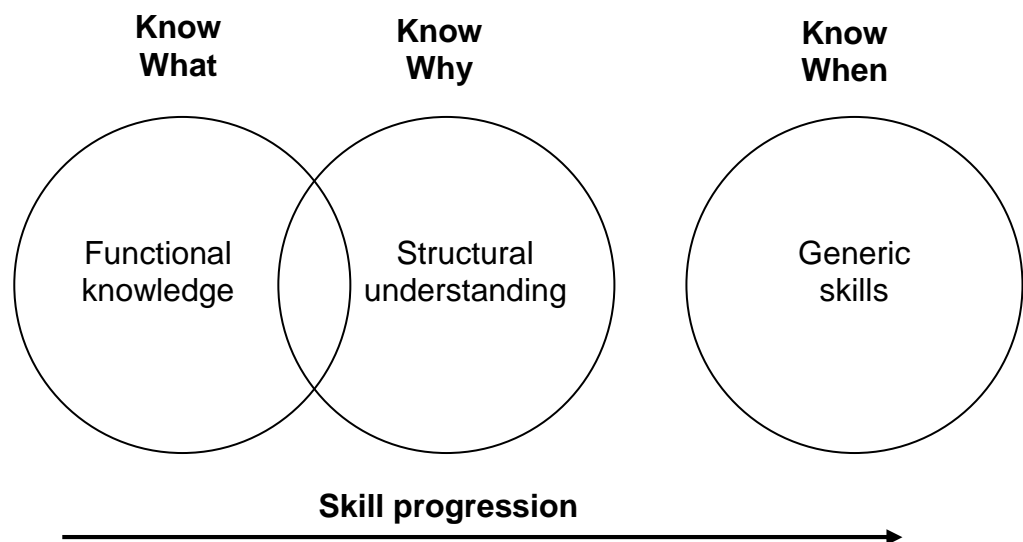 Know
What
Know
Why
Know
When
Functional
knowledge
Structural
understanding
Generic
skills
Skill progression